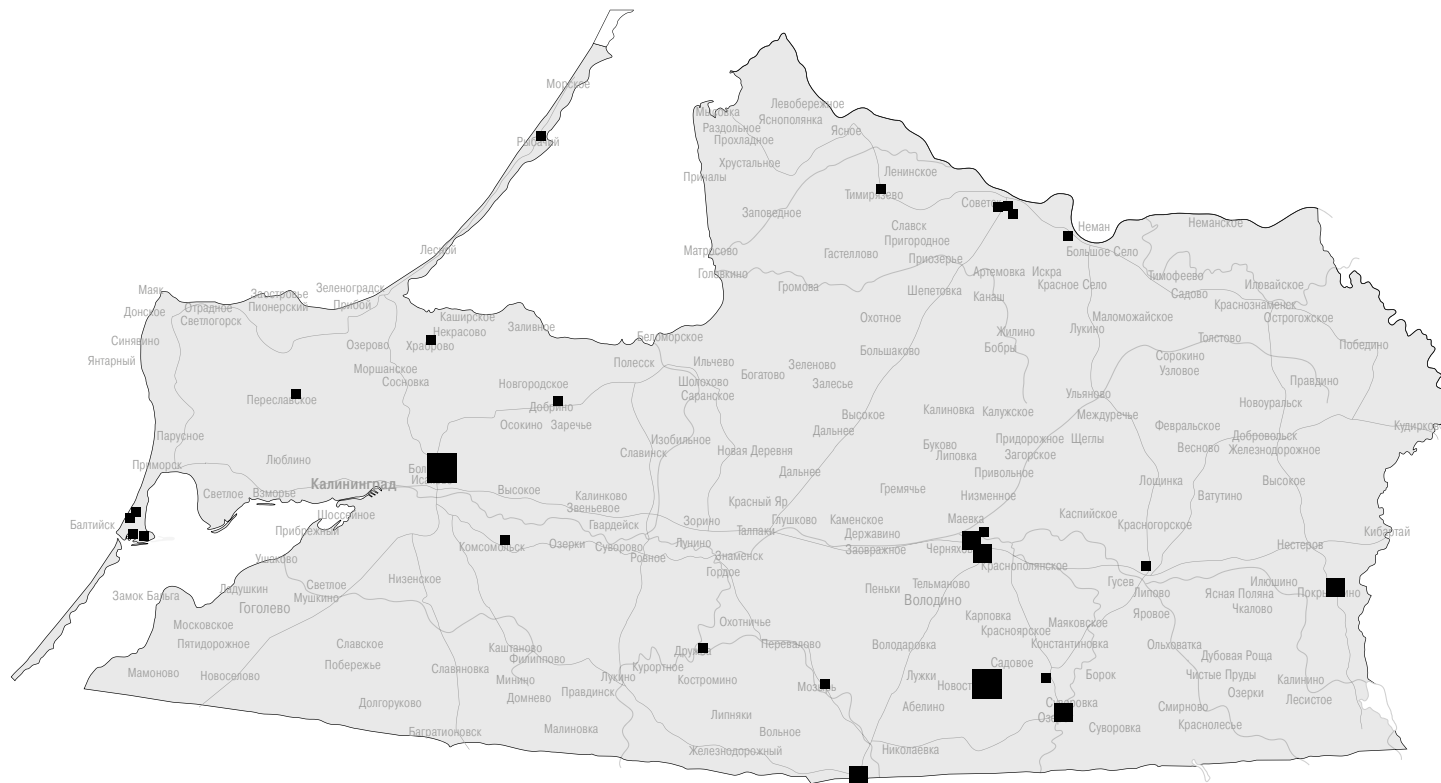 Морское
Левобережное
Мысовка
Яснополянка
Раздольное
Ясное
Рыбачий
Прохладное
Хрустальное
Ленинское
Причалы
Тимирязево
Заповедное
Неманское
Славск
Неман
Пригородное
Лесной
Матросово
Гастеллово
Приозерье
Большое Село
Головкино
Артемовка
Искра
Тимофеево
Громова
Шепетовка
Канаш
Красное Село
Садово
Иловайское
Маяк
Заостровье
Зеленоградск
Донское
Отрадное
Пионерский
Прибой
Светлогорск
Каширское
Охотное
Маломожайское
Краснознаменск
Острогожское
Некрасово
Заливное
Жилино
Лукино
Синявино
Озерово
Храброво
Беломорское
Бобры
Толстово
Победино
Янтарный
Большаково
Сорокино
Моршанское
Полесск
Ильчево
Зеленово
Узловое
Сосновка
Новгородское
Шолохово
Богатово
Залесье
Правдино
Переславское
Саранское
Ульяново
Новоуральск
Добрино
Высокое
Калиновка
Калужское
Междуречье
Осокино
Заречье
Дальнее
Февральское
Кудирков
Парусное
Изобильное
Буково
Придорожное
Щеглы
Добровольск
Славинск
Новая Деревня
Липовка
Загорское
Весново
Железнодорожное
Приморск
Люблино
Дальнее
Привольное
Калининград
Высокое
Гремячье
Лощинка
Высокое
Светлое
Взморье
Калинково
Красный Яр
Низменное
Ватутино
Звеньевое
Шоссейное
Гвардейск
Зорино
Глушково
Каменское
Маевка
Каспийское
Балтийск
Прибрежный
Талпаки
Державино
Красногорское
Кибартай
Комсомольск
Озерки
Суворово
Лунино
Заовражное
Нестеров
Ушаково
Ровное
Знаменск
Краснополянское
Низенское
Гордое
Гусев
Илюшино
Ладушкин
Светлое
Пеньки
Тельманово
Липово
Ясная Поляна
Замок Бальга
Мушкино
Володино
Чкалово
Гоголево
Яровое
Московское
Охотничье
Карповка
Маяковское
Пятидорожное
Славское
Каштаново
Перевалово
Володаровка
Красноярское
Константиновка
Ольховатка
Филиппово
Дубовая Роща
Мамоново
Новоселово
Побережье
Славяновка
Курортное
Садовое
Минино
Лукино
Костромино
Лужки
Борок
Чистые Пруды
Калинино
Долгоруково
Домнево
Правдинск
Озерки
Абелино
Смирново
Лесистое
Багратионовск
Малиновка
Липняки
Вольное
Суворовка
Краснолесье
Железнодорожный
Николаевка